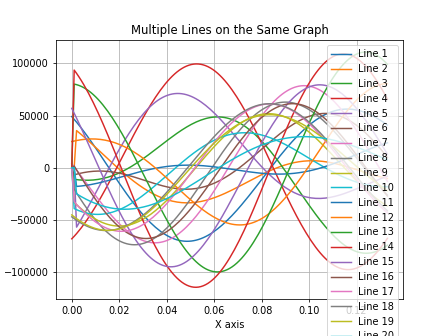 Multiple Lines on the Same Graph
100000
50000
0
−50000
−100000
0.00
0.02
0.04
0.06
0.08
0.10
X axis
Line 1
Line 2
Line 3
Line 4
Line 5
Line 6
Line 7
Line 8
Line 9
Line 10
Line 11
Line 12
Line 13
Line 14
Line 15
Line 16
Line 17
Line 18
Line 19
Line 20